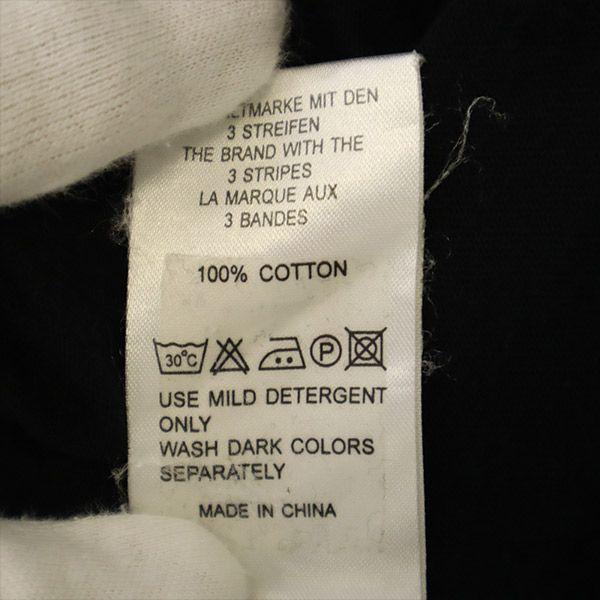 MIT DEN
3 STREIFEN
THE BRAND WITH THE
3 STRIPES
LA MARQUE AUX
3 BANDES
100% COTTON
30°C P
USE MILD DETERGENT
ONLY
WASH DARK COLORS
SEPARATELY
MADE IN CHINA